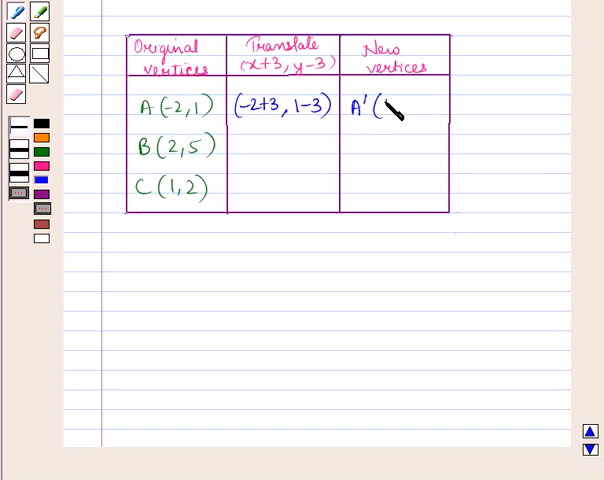 Original vertices
Translate (x+3, y-3)
New vertices
A (-2, 1)
(-2+3, 1-3)
A' (
B (2, 5)
C (1, 2)